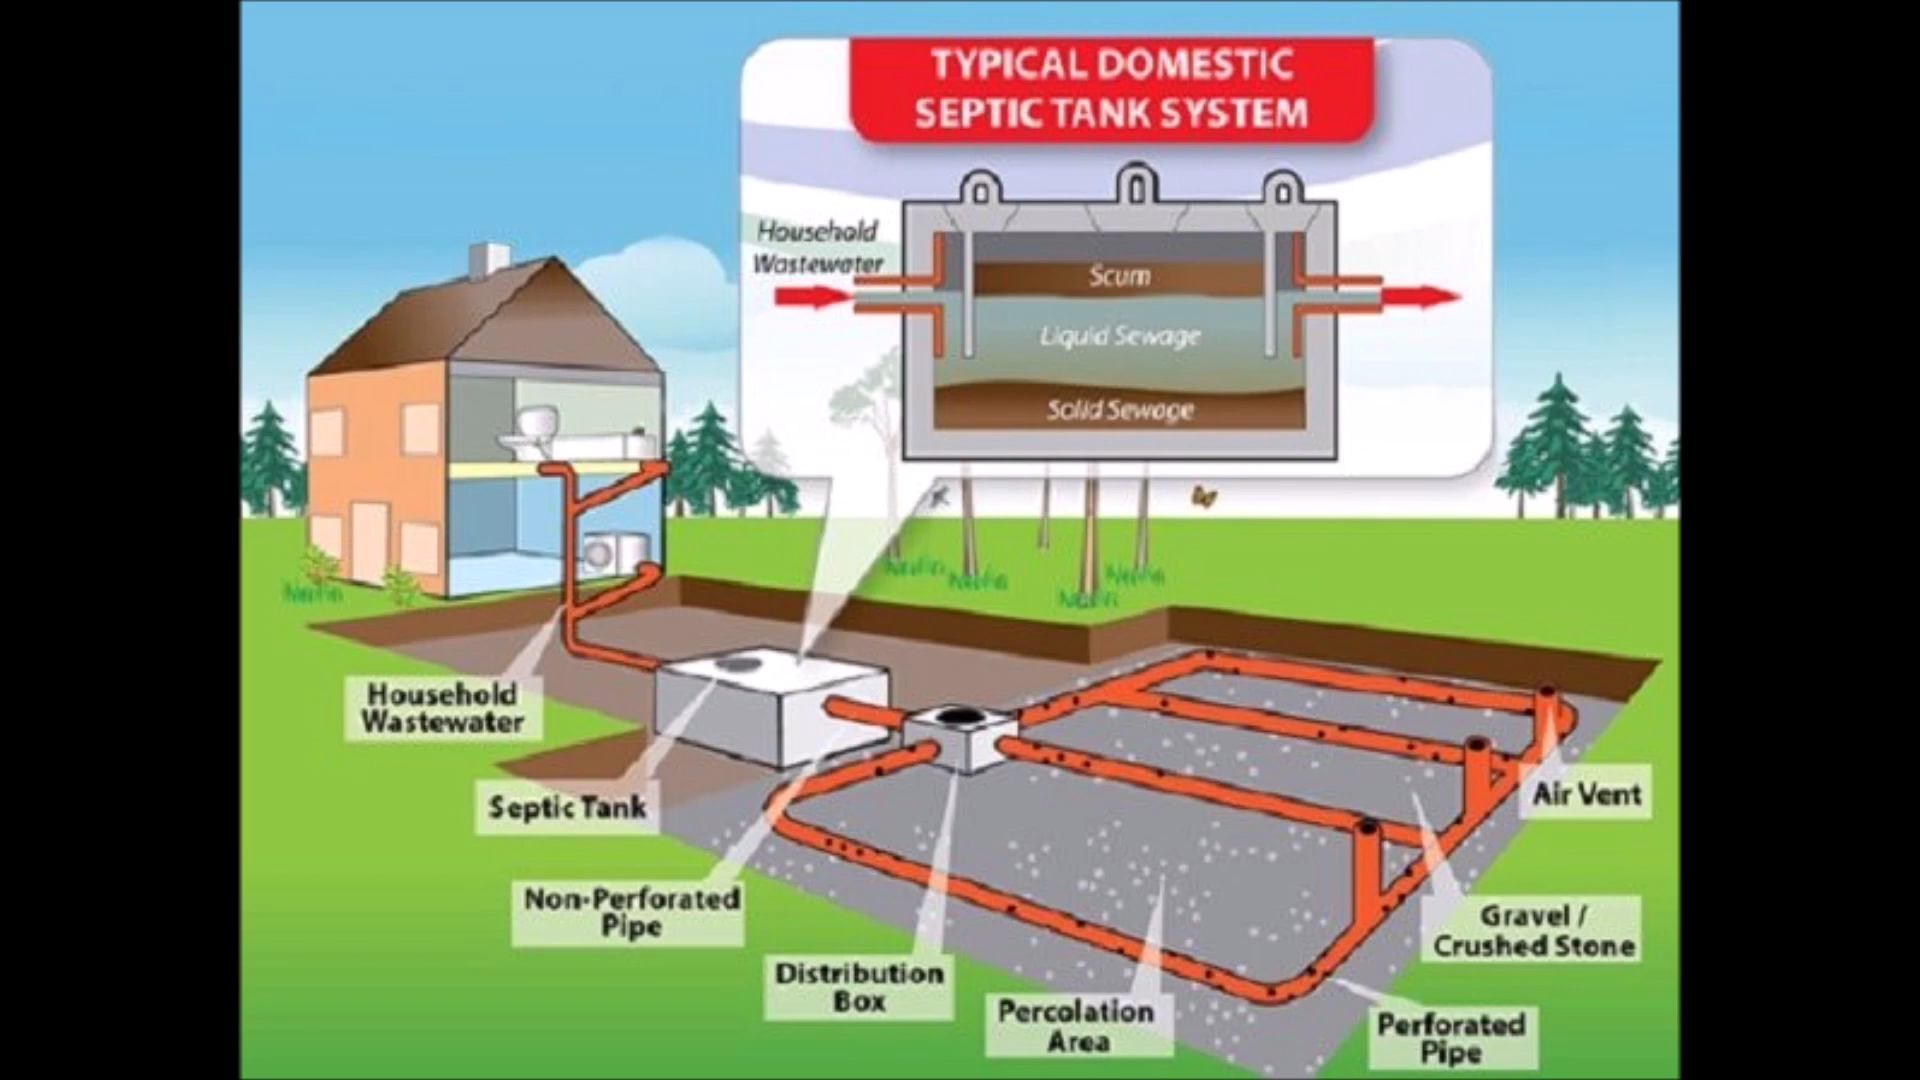 TYPICAL DOMESTIC
SEPTIC TANK SYSTEM
Household
Wastewater
Scum
Liquid Sewage
Solid Sewage
Household
Wastewater
Septic Tank
Air Vent
Non-Perforated
Pipe
Gravel /
Crushed Stone
Distribution
Box
Percolation
Area
Perforated
Pipe